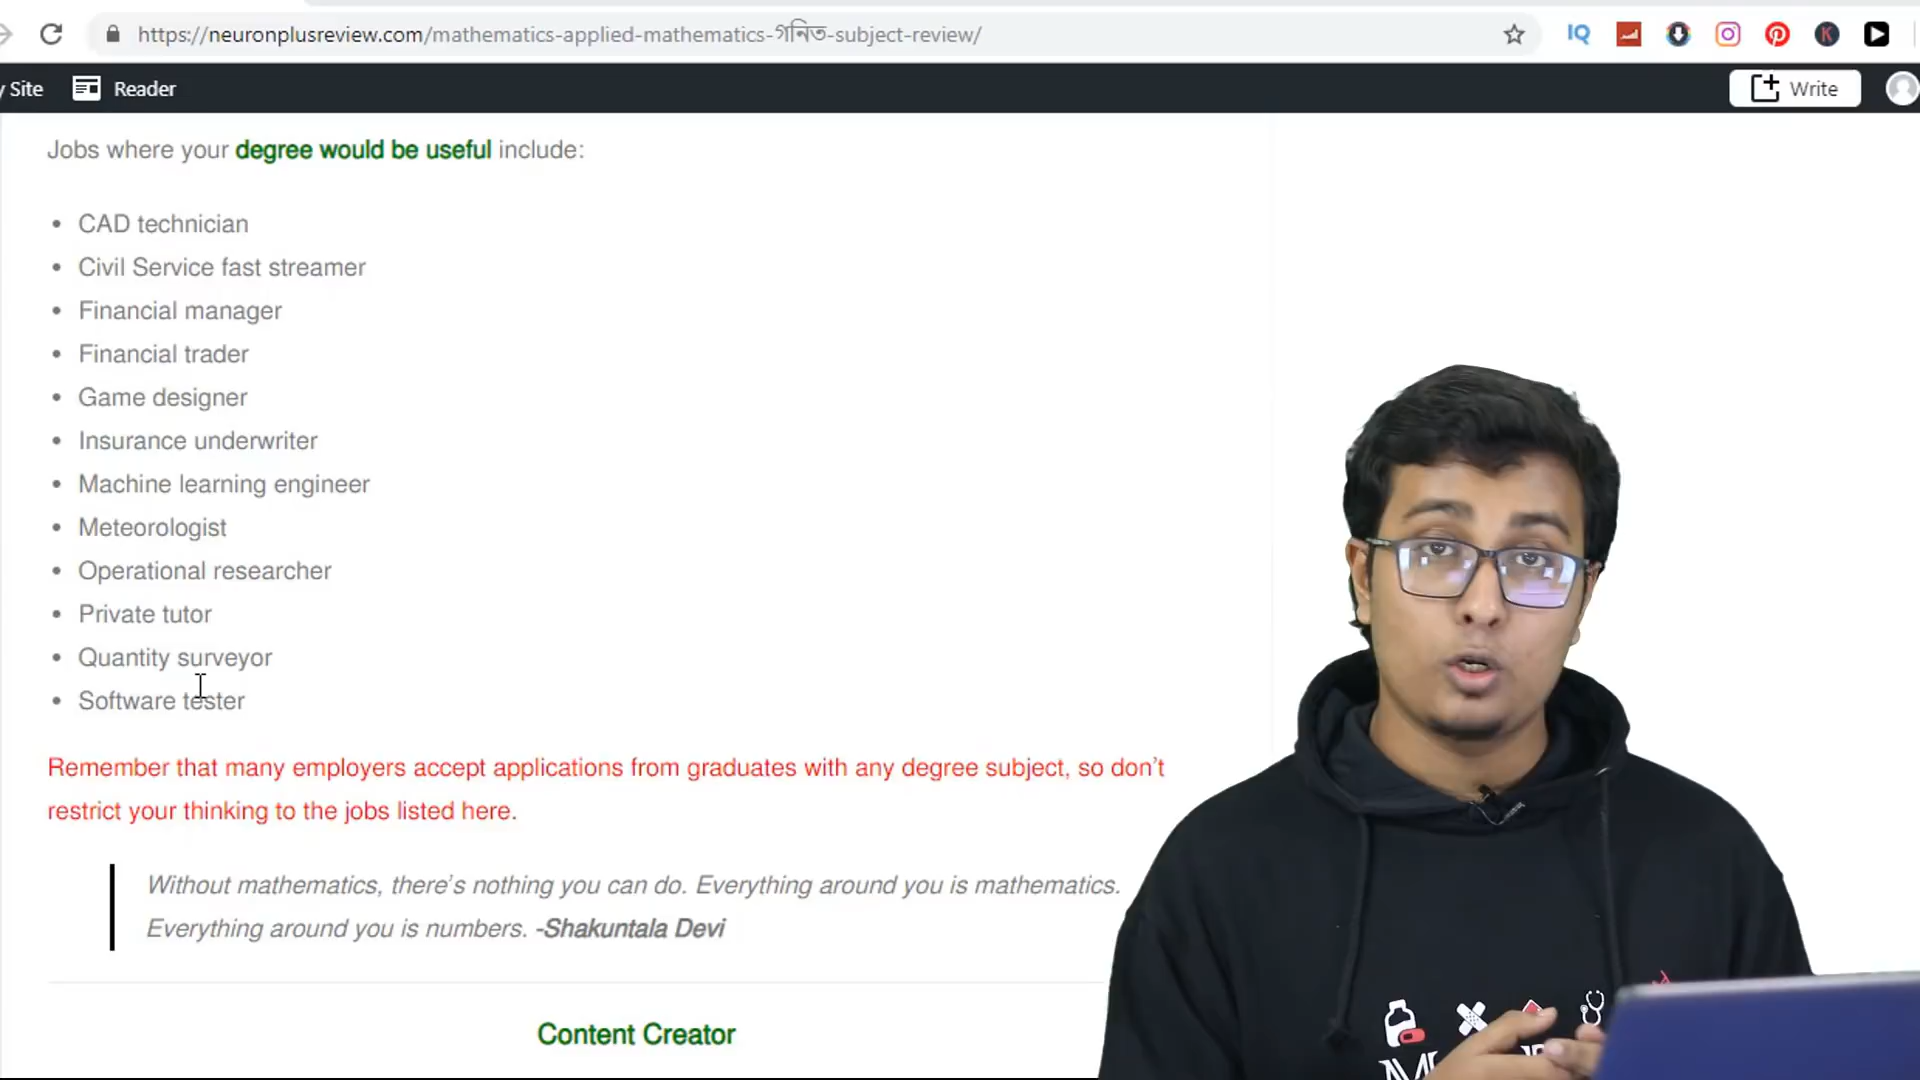 https://neuronplusreview.com/mathematics-applied-mathematics-গনিত-subject-review/
IQ
K
y Site
Reader
Write
Jobs where your degree would be useful include:
• CAD technician
• Civil Service fast streamer
• Financial manager
• Financial trader
• Game designer
• Insurance underwriter
• Machine learning engineer
• Meteorologist
• Operational researcher
• Private tutor
• Quantity surveyor
• Software tester
Remember that many employers accept applications from graduates with any degree subject, so don’t
restrict your thinking to the jobs listed here.
Without mathematics, there’s nothing you can do. Everything around you is mathematics.
Everything around you is numbers. -Shakuntala Devi
Content Creator